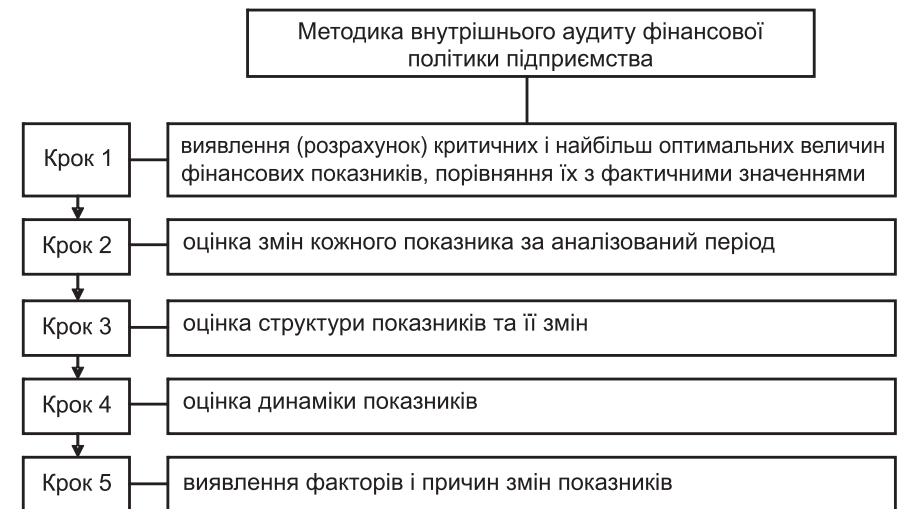 Методика внутрішнього аудиту фінансової
політики підприємства
Крок 1
виявлення (розрахунок) критичних і найбільш оптимальних величин
фінансових показників, порівняння їх з фактичними значеннями
Крок 2
оцінка змін кожного показника за аналізований період
Крок 3
оцінка структури показників та її змін
Крок 4
оцінка динаміки показників
Крок 5
виявлення факторів і причин змін показників